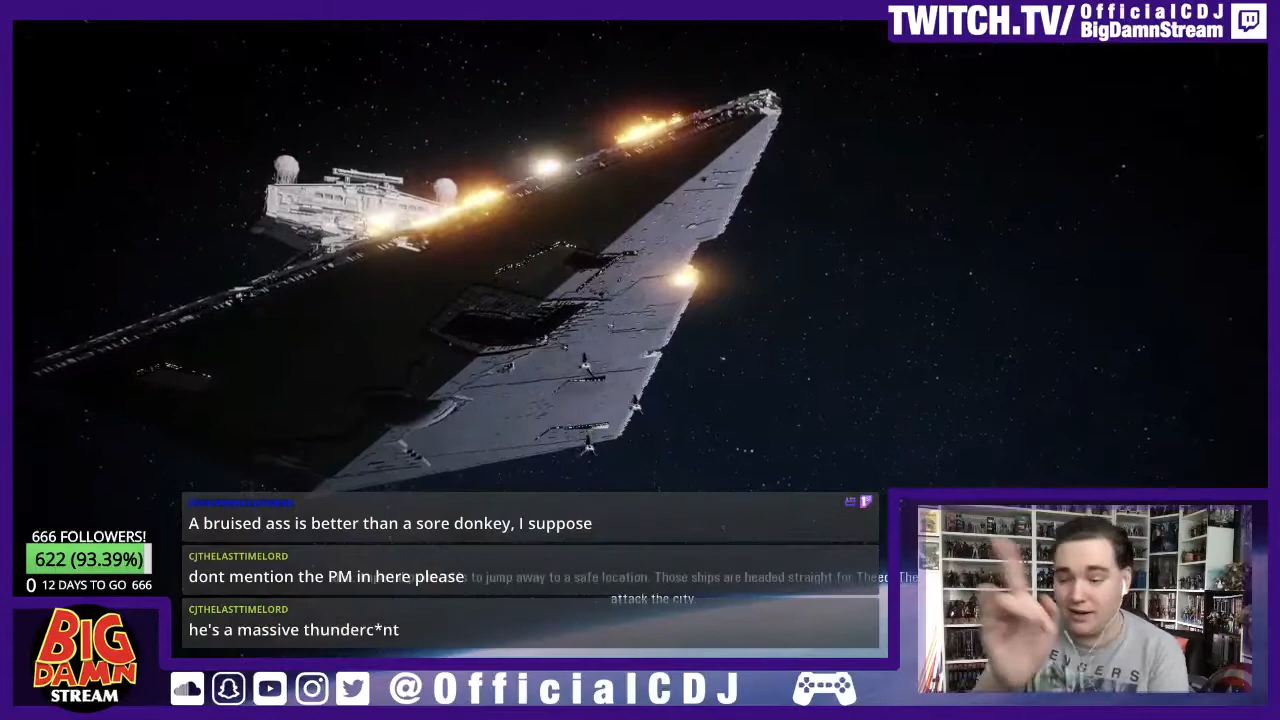 TWITCH.TV/ OfficialCDJ
BigDamnStream
A bruised ass is better than a sore donkey, I suppose
CJTHELASTTIMELORD
dont mention the PM in here please
to jump away to a safe location. Those ships are headed straight for
attack the city.
CJTHELASTTIMELORD
he's a massive thunderc*nt
666 FOLLOWERS!
622 (93.39%)
0 12 DAYS TO GO 666
BIG
DAMN
STREAM
@OfficialCDJ
ENGERS